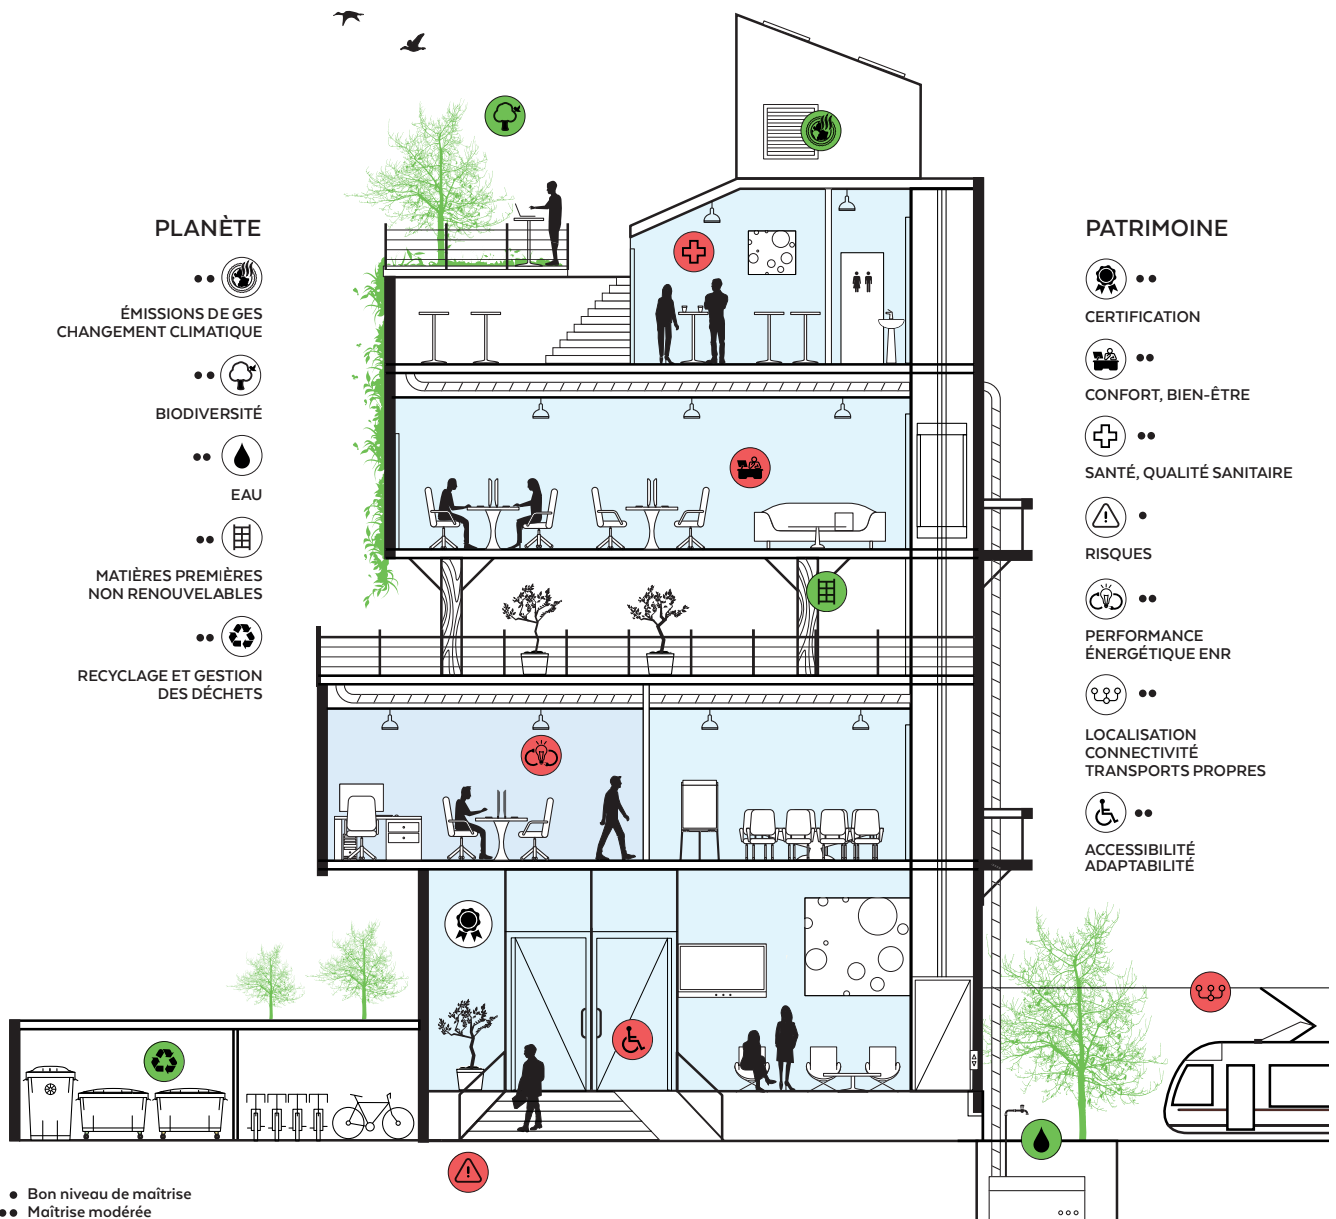 PLANÈTE
●●
ÉMISSIONS DE GES
CHANGEMENT CLIMATIQUE
●●
BIODIVERSITÉ
●●
EAU
●●
MATIÈRES PREMIÈRES
NON RENOUVELABLES
●●
RECYCLAGE ET GESTION
DES DÉCHETS
PATRIMOINE
●●
CERTIFICATION
●●
CONFORT, BIEN-ÊTRE
●●
SANTÉ, QUALITÉ SANITAIRE
●
RISQUES
●●
PERFORMANCE
ÉNERGÉTIQUE ENR
●●
LOCALISATION
CONNECTIVITÉ
TRANSPORTS PROPRES
●●
ACCESSIBILITÉ
ADAPTABILITÉ
● Bon niveau de maîtrise
●● Maîtrise modérée